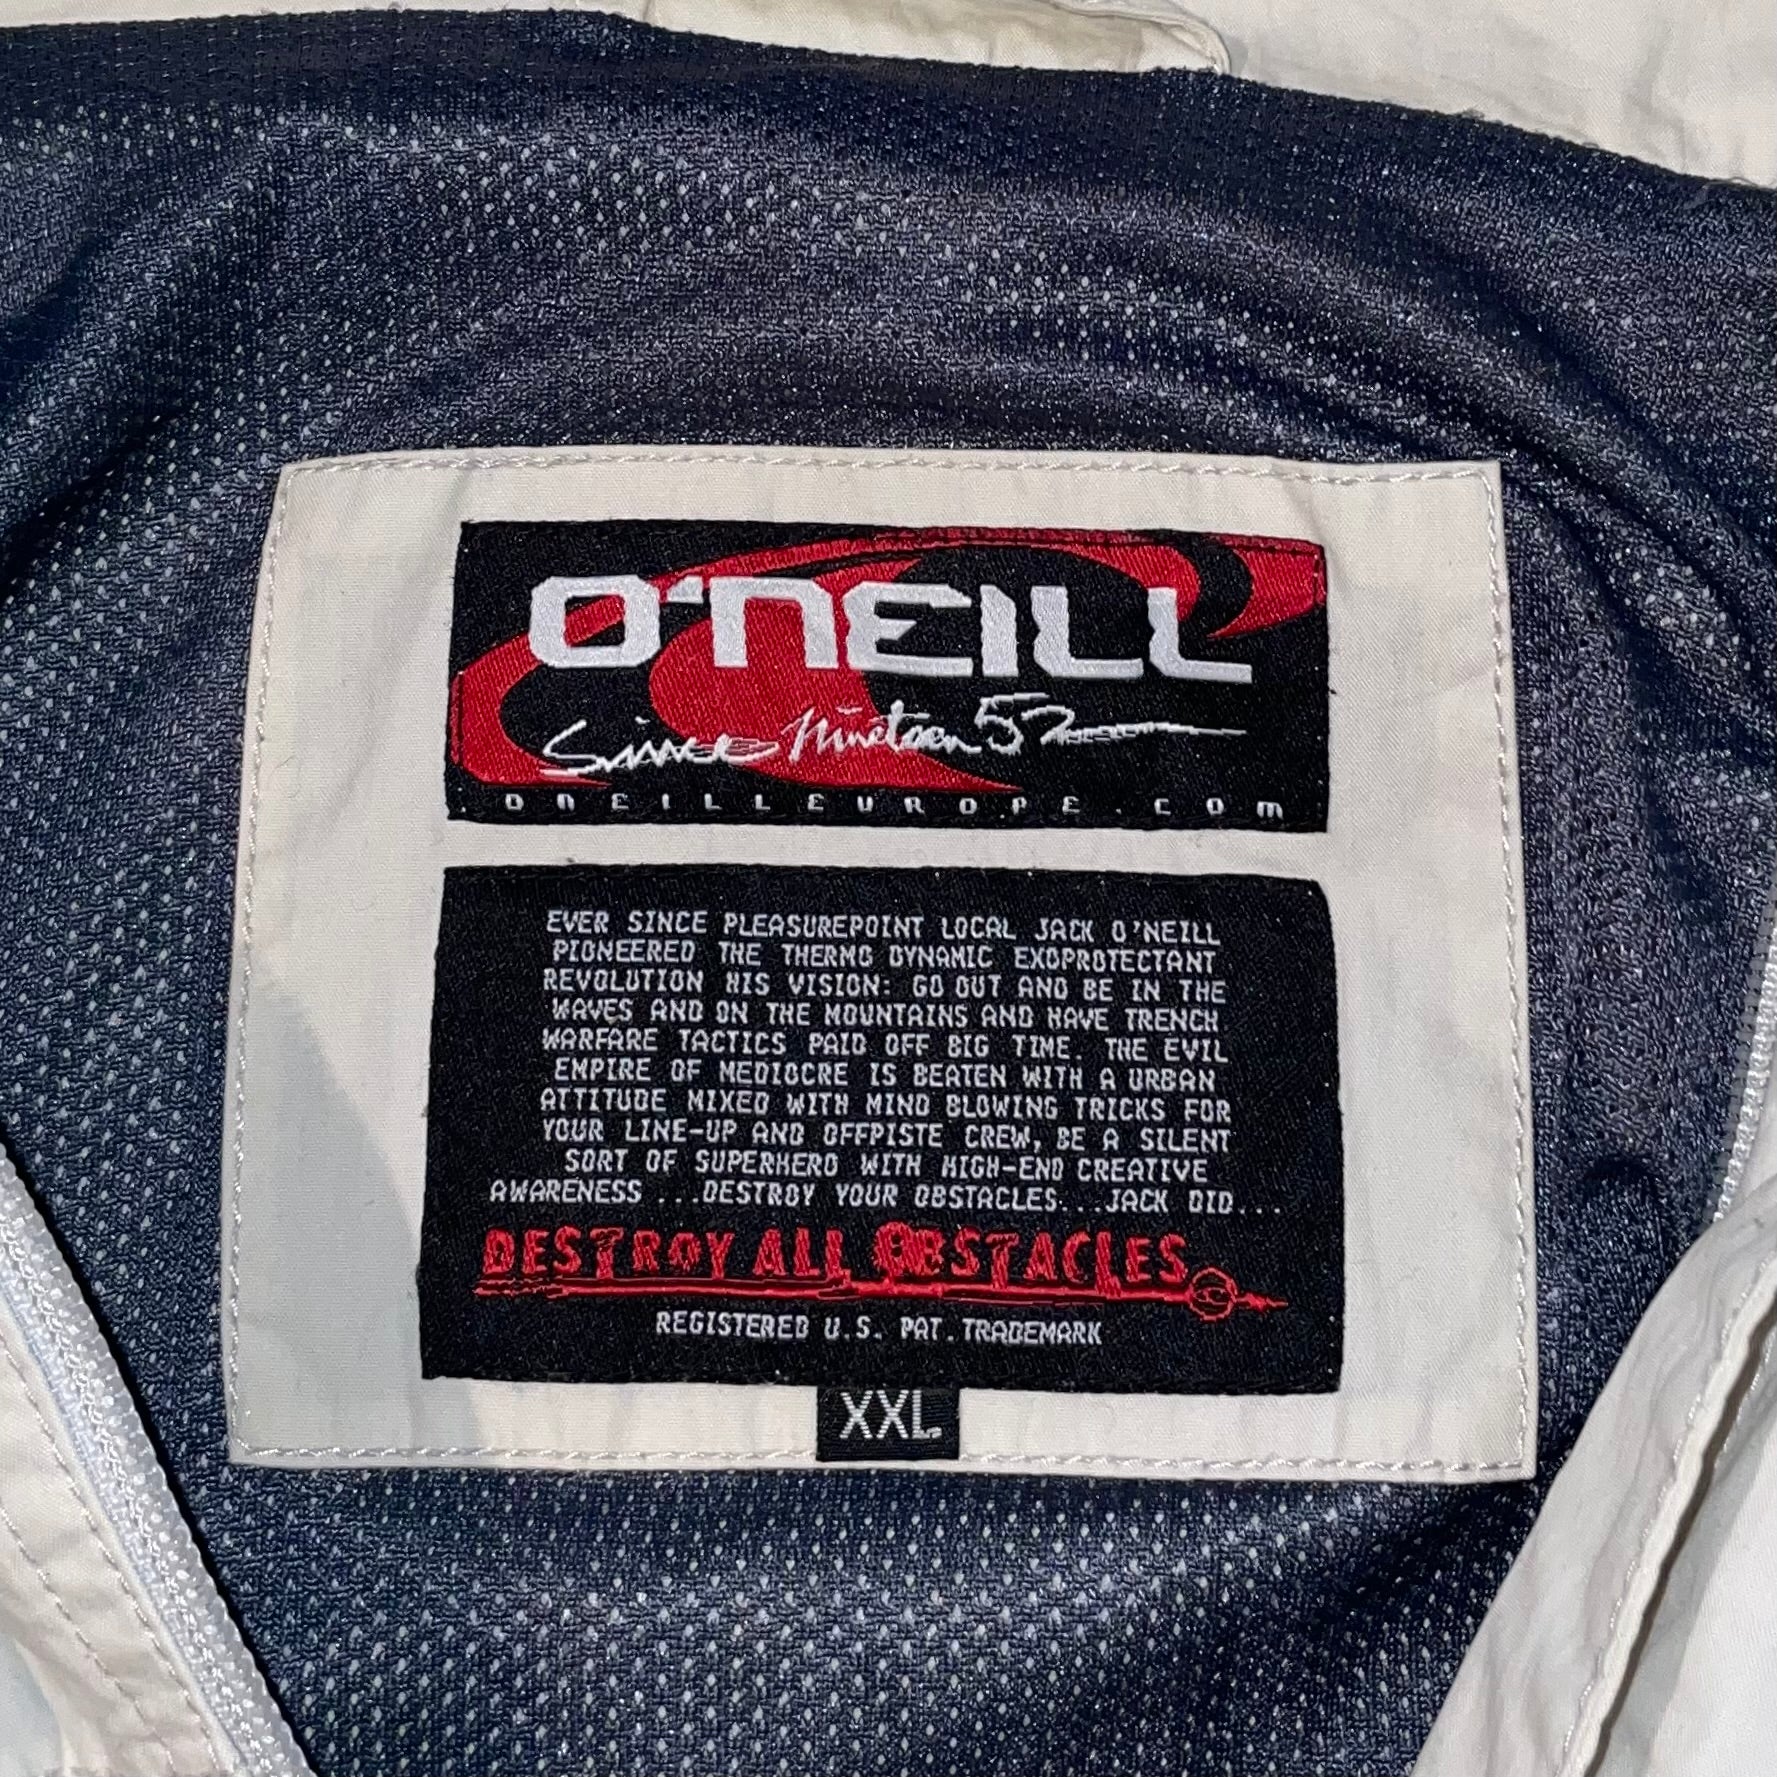 O'NEILL
Since Nineteen 52
ONEILLEUROPE.COM
EVER SINCE PLEASUREPOINT LOCAL JACK O'NEILL
PIONEERED THE THERMO DYNAMIC EXOPROTECTANT
REVOLUTION HIS VISION: GO OUT AND BE IN THE
WAVES AND ON THE MOUNTAINS AND HAVE TRENCH
WARFARE TACTICS PAID OFF BIG TIME. THE EVIL
EMPIRE OF MEDIOCRE IS BEATEN WITH A URBAN
ATTITUDE MIXED WITH MIND BLOWING TRICKS FOR
YOUR LINE-UP AND OFFPISTE CREW, BE A SILENT
SORT OF SUPERHERO WITH HIGH-END CREATIVE
AWARENESS ...DESTROY YOUR OBSTACLES...JACK DID...
DESTROY ALL OBSTACLES
REGISTERED U.S. PAT. TRADEMARK
XXL